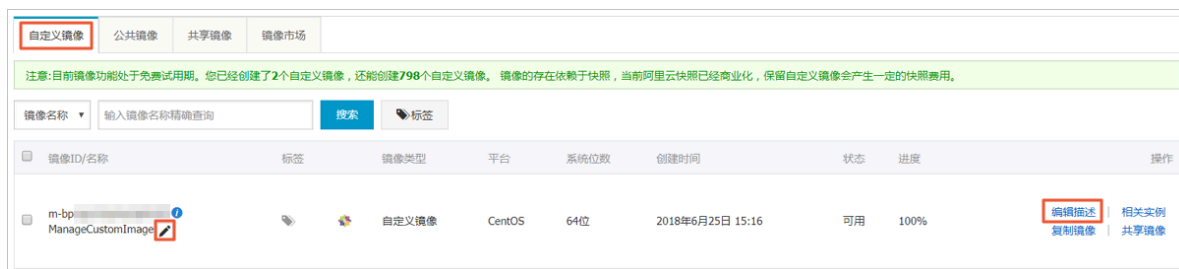 自定义镜像 公共镜像 共享镜像 镜像市场
注意:目前镜像功能处于免费试用期。您已经创建了2个自定义镜像，还能创建798个自定义镜像。 镜像的存在依赖于快照，当前阿里云快照已经商业化，保留自定义镜像会产生一定的快照费用。
镜像名称 输入镜像名称精确查询 搜索 标签
镜像ID/名称 标签 镜像类型 平台 系统位数 创建时间 状态 进度 操作
m-bp
ManageCustomImage
自定义镜像 CentOS 64位 2018年6月25日 15:16 可用 100%
编辑描述 | 相关实例
复制镜像 | 共享镜像